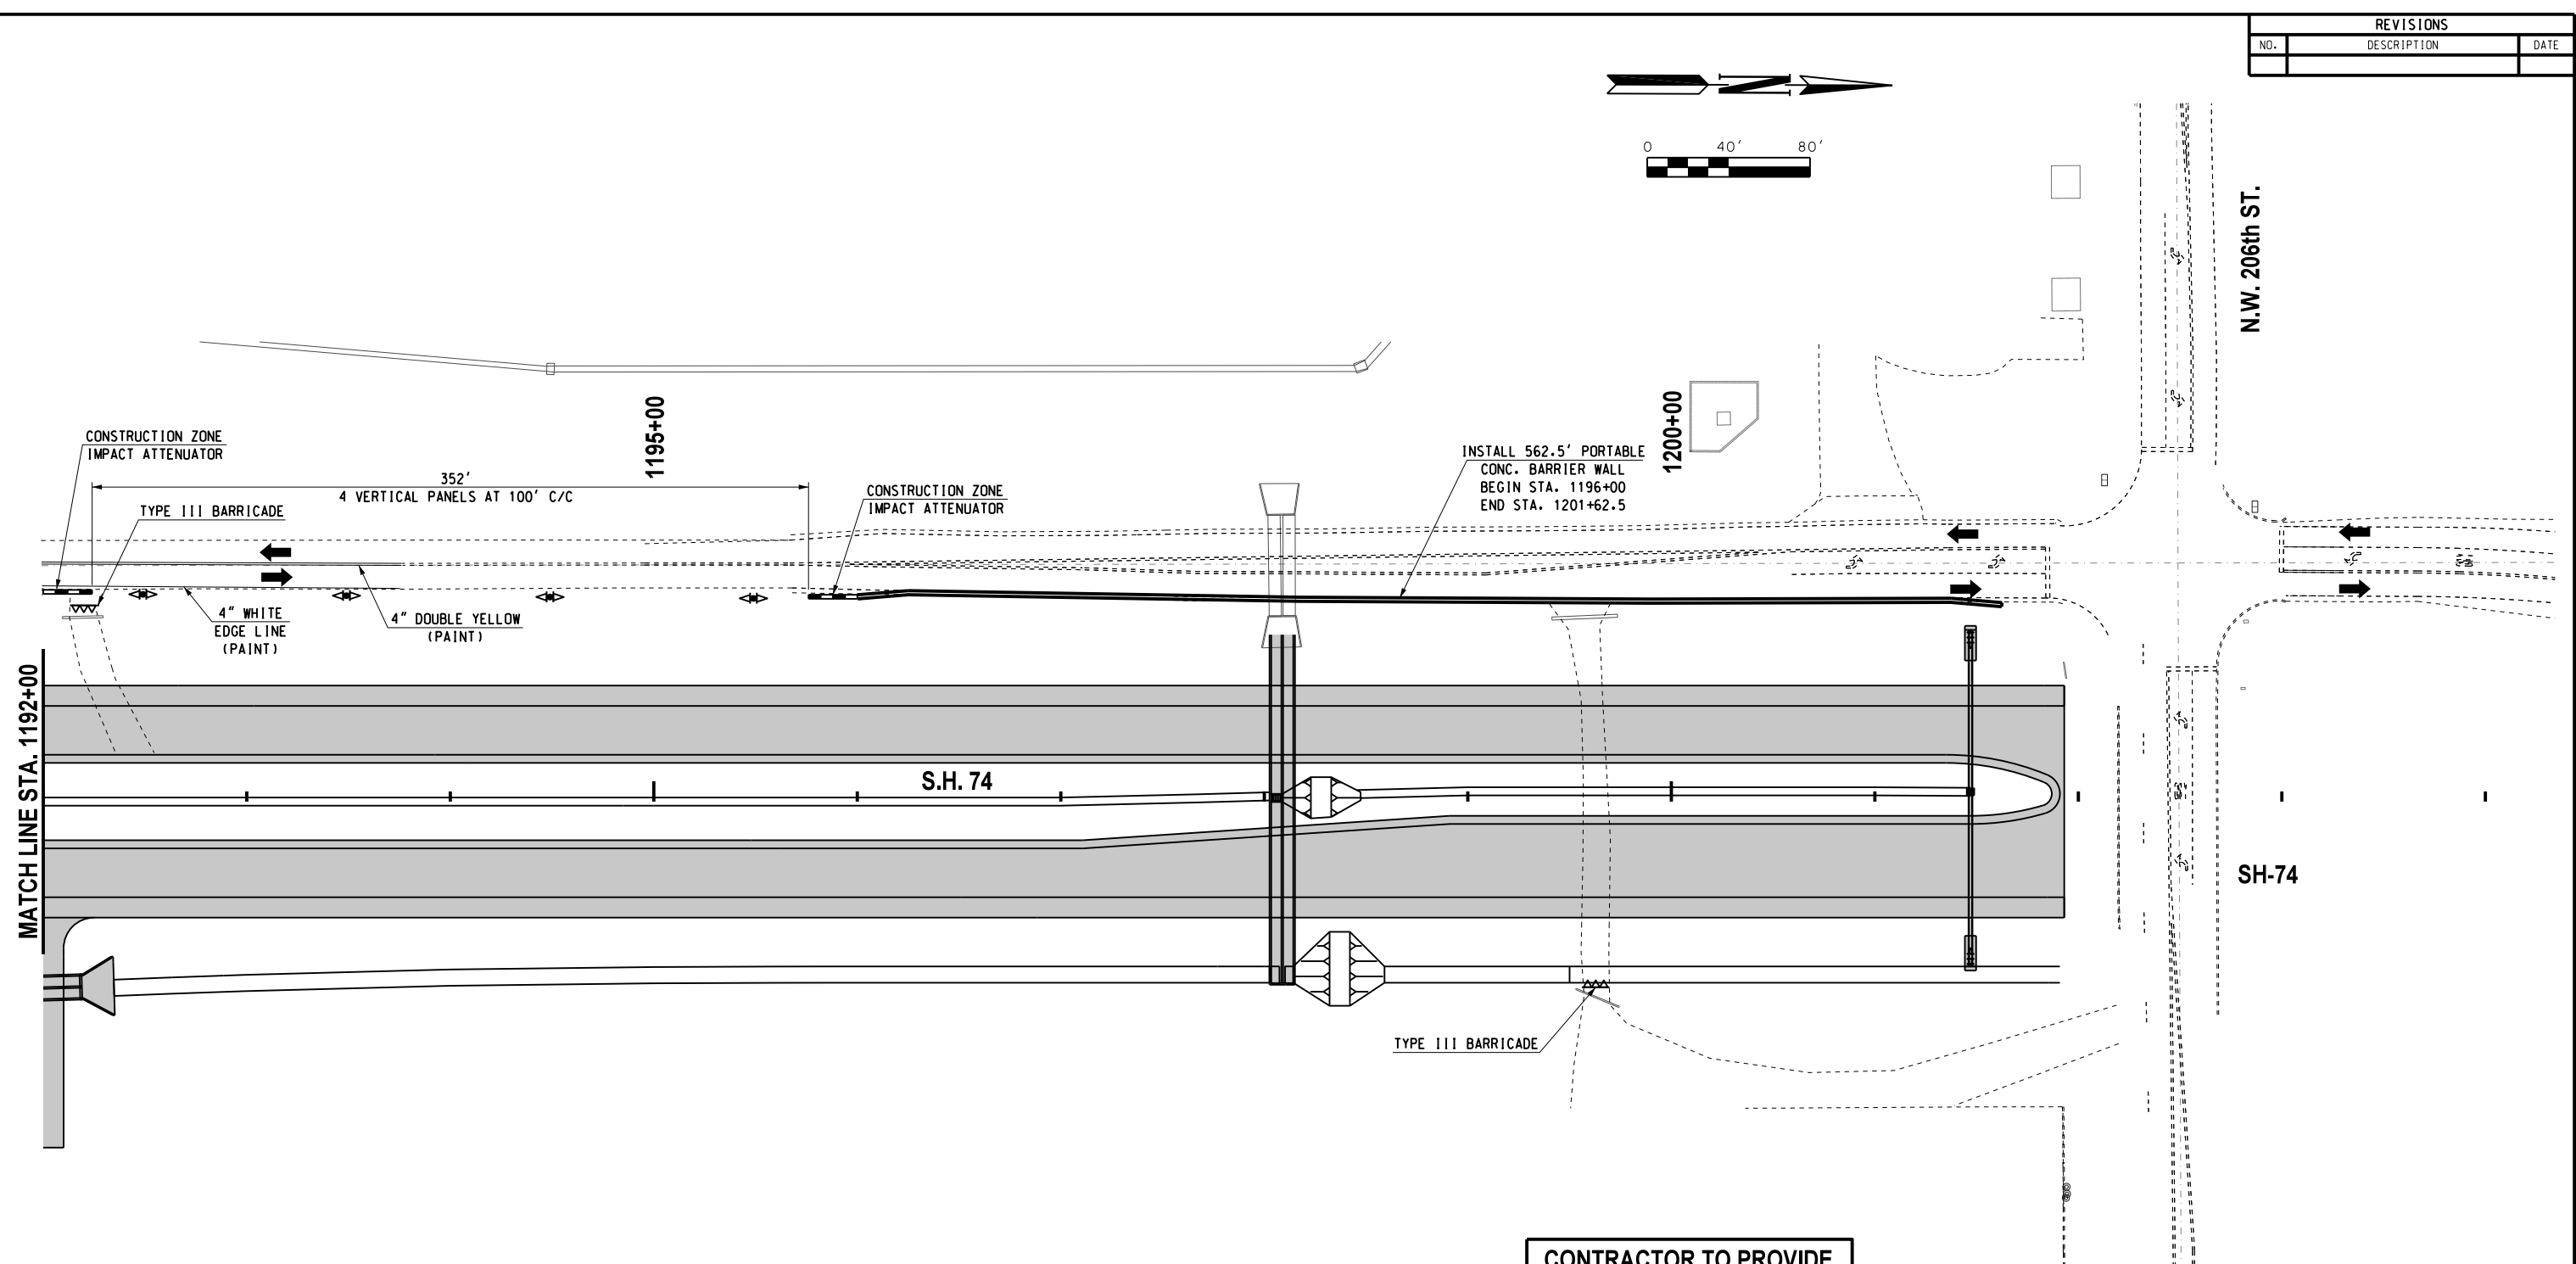 REVISIONS
NO. DESCRIPTION DATE
N
0 40' 80'
N.W. 206th ST.
1195+00
1200+00
CONSTRUCTION ZONE
IMPACT ATTENUATOR
352'
4 VERTICAL PANELS AT 100' C/C
TYPE III BARRICADE
CONSTRUCTION ZONE
IMPACT ATTENUATOR
INSTALL 562.5' PORTABLE
CONC. BARRIER WALL
BEGIN STA. 1196+00
END STA. 1201+62.5
4" WHITE
EDGE LINE
(PAINT)
4" DOUBLE YELLOW
(PAINT)
MATCH LINE STA. 1192+00
S.H. 74
SH-74
TYPE III BARRICADE
CONTRACTOR TO PROVIDE